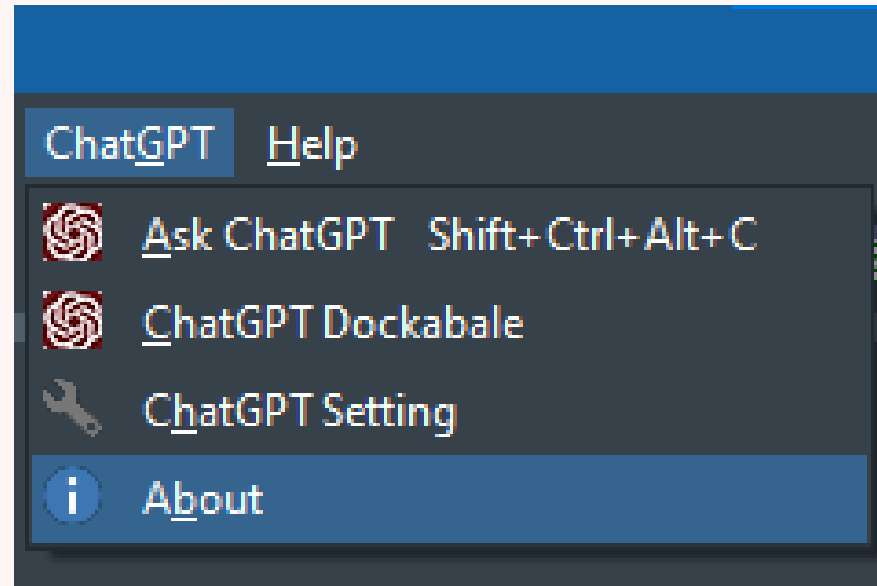 ChatGPT Help
Ask ChatGPT Shift+Ctrl+Alt+C
ChatGPT Dockabale
ChatGPT Setting
About